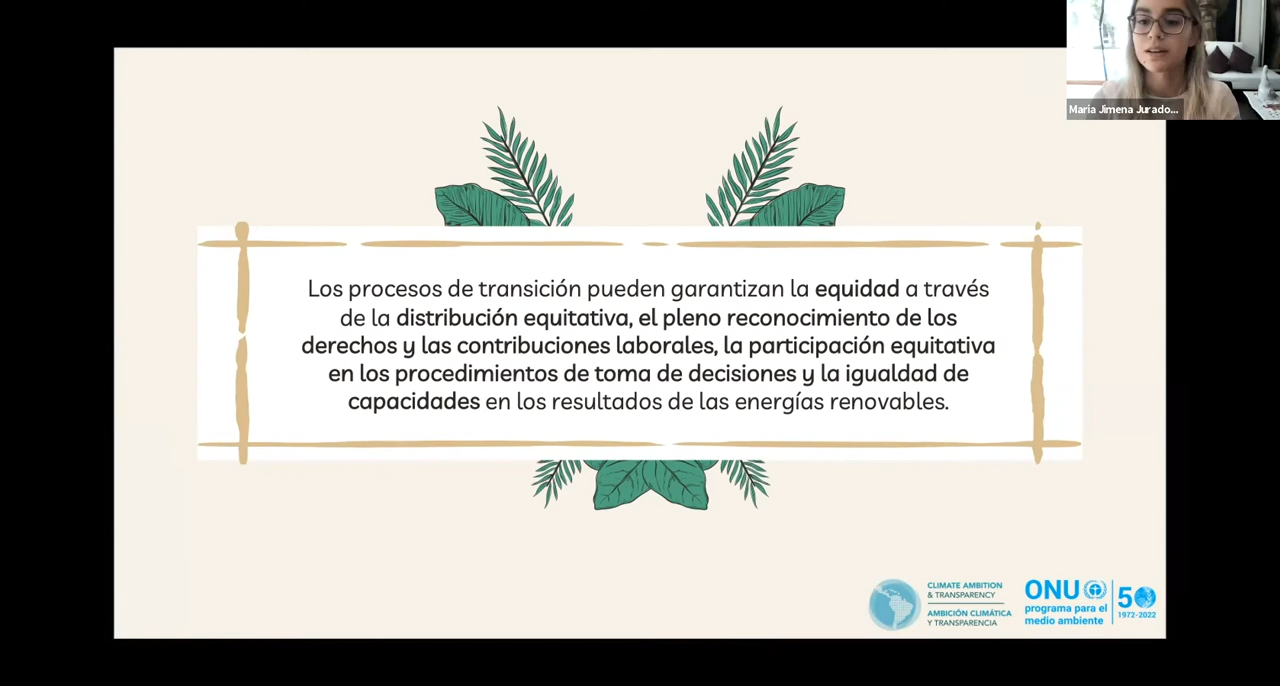 Maria Jimena Jurado...
Los procesos de transición pueden garantizan la equidad a través
de la distribución equitativa, el pleno reconocimiento de los
derechos y las contribuciones laborales, la participación equitativa
en los procedimientos de toma de decisiones y la igualdad de
capacidades en los resultados de las energías renovables.
CLIMATE AMBITION
& TRANSPARENCY
AMBICIÓN CLIMÁTICA
Y TRANSPARENCIA
ONU
programa para el
medio ambiente
50
1972-2022